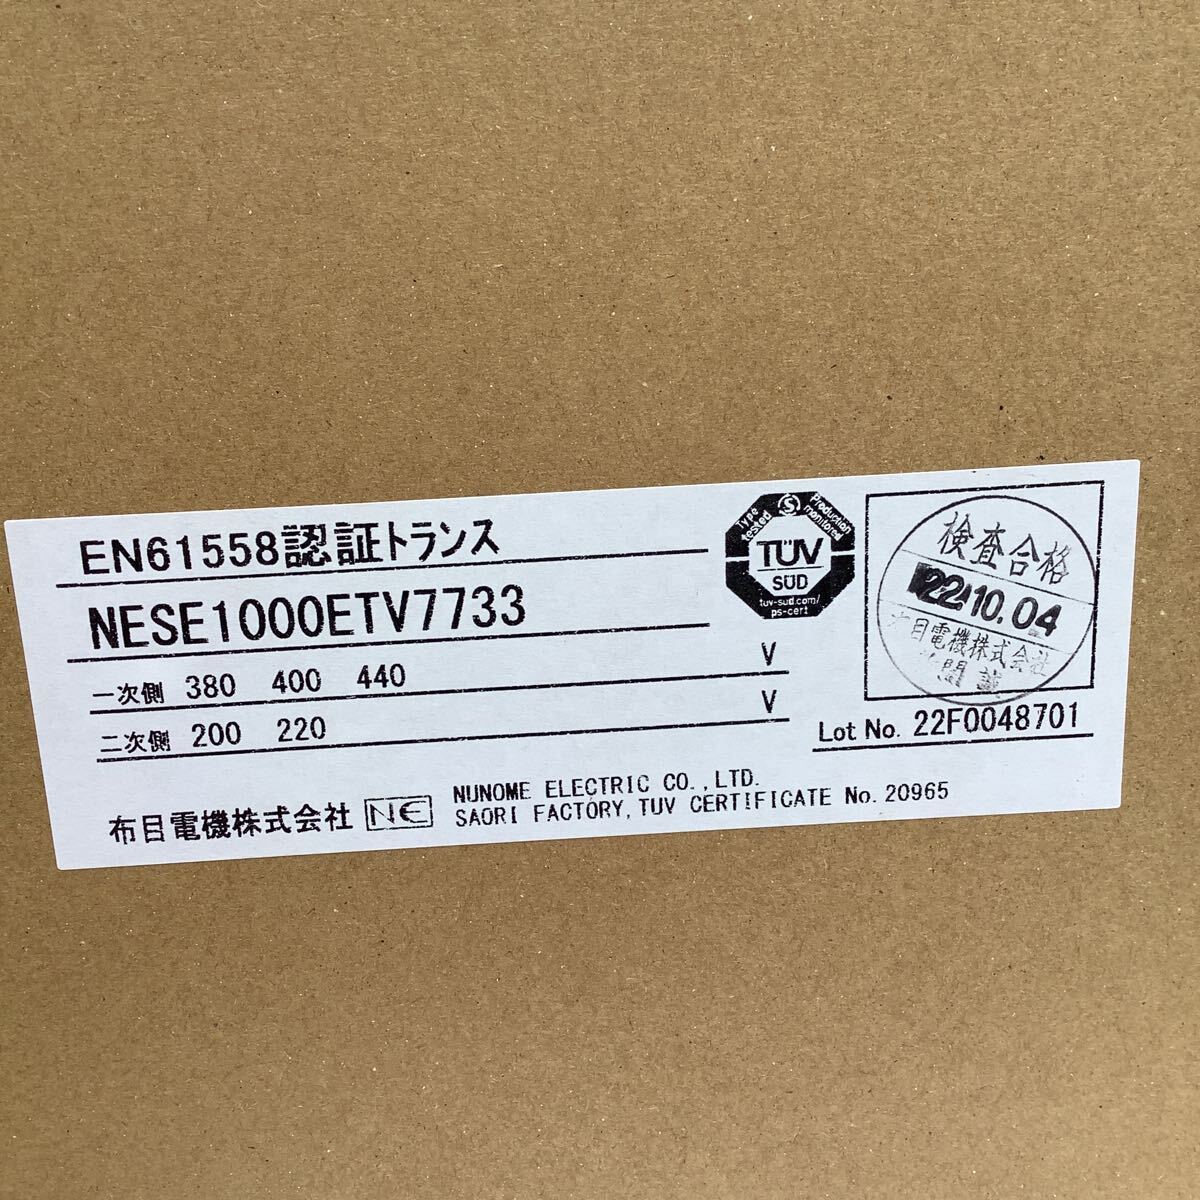 EN61558認証トランス
NESE1000ETV7733
一次側 380 400 440 V
二次側 200 220 V
布目電機株式会社 NE
NUNOME ELECTRIC CO.,LTD.
SAORI FACTORY, TUV CERTIFICATE No. 20965
Type tested
Production monitored
TÜV
SÜD
tuv-sud.com/
ps-cert
検査合格
22.10.04
布目電機株式会社
Lot No. 22F0048701